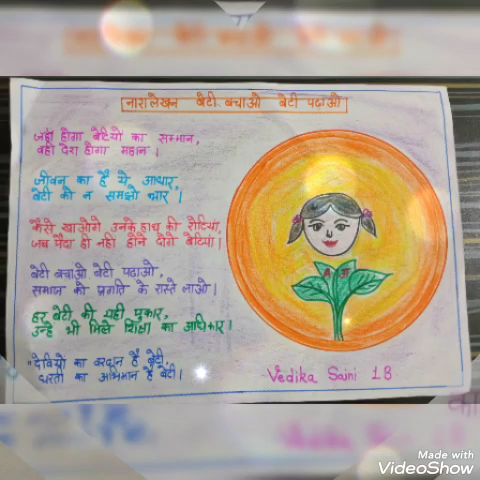 नारा लेखन बेटी बचाओ बेटी पढाओ
जहाँ होगा बेटियों का सम्मान,
वही देश होगा महान।
जीवन का है ये आधार,
बेटी को न समझो भार।
कैसे खाओगे उनके हाथ की रोटियां,
जब पैदा ही नहीं होने दोगे बेटियां।
बेटी बचाओ बेटी पढ़ाओ,
समाज को प्रगति के रास्ते लाओ।
हर बेटी की यही पुकार,
उन्हें भी मिले शिक्षा का अधिकार।
"देवियो का वरदान है बेटी,
धरती का अभिमान है बेटी।
A अ
Vedika Saini 1B
Made with
VideoShow